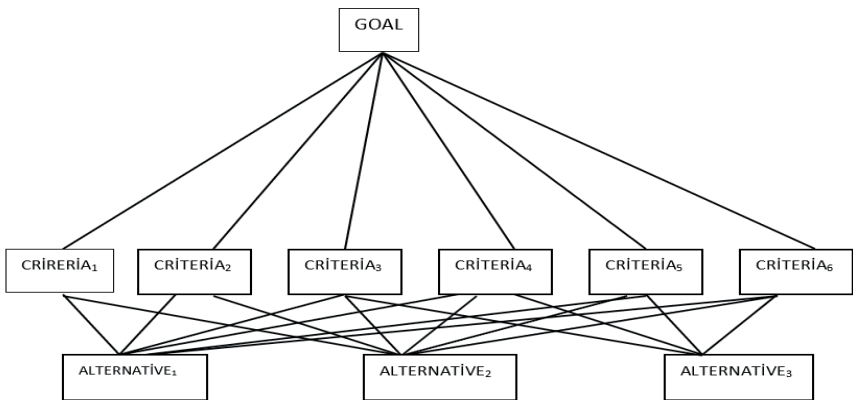 GOAL
CRİRERİA₁ CRİTERİA₂ CRİTERİA₃ CRİTERİA₄ CRİTERİA₅ CRİTERİA₆
ALTERNATİVE₁ ALTERNATİVE₂ ALTERNATİVE₃